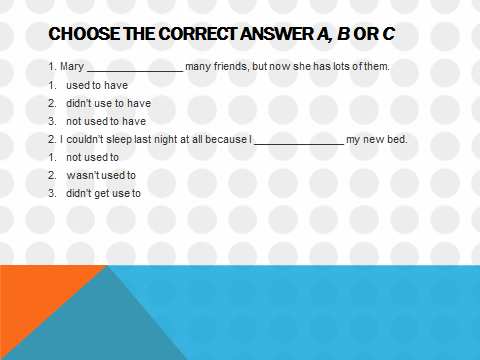 CHOOSE THE CORRECT ANSWER A, B OR C
1. Mary ________________ many friends, but now she has lots of them.
1. used to have
2. didn't use to have
3. not used to have
2. I couldn't sleep last night at all because I _______________ my new bed.
1. not used to
2. wasn't used to
3. didn't get use to